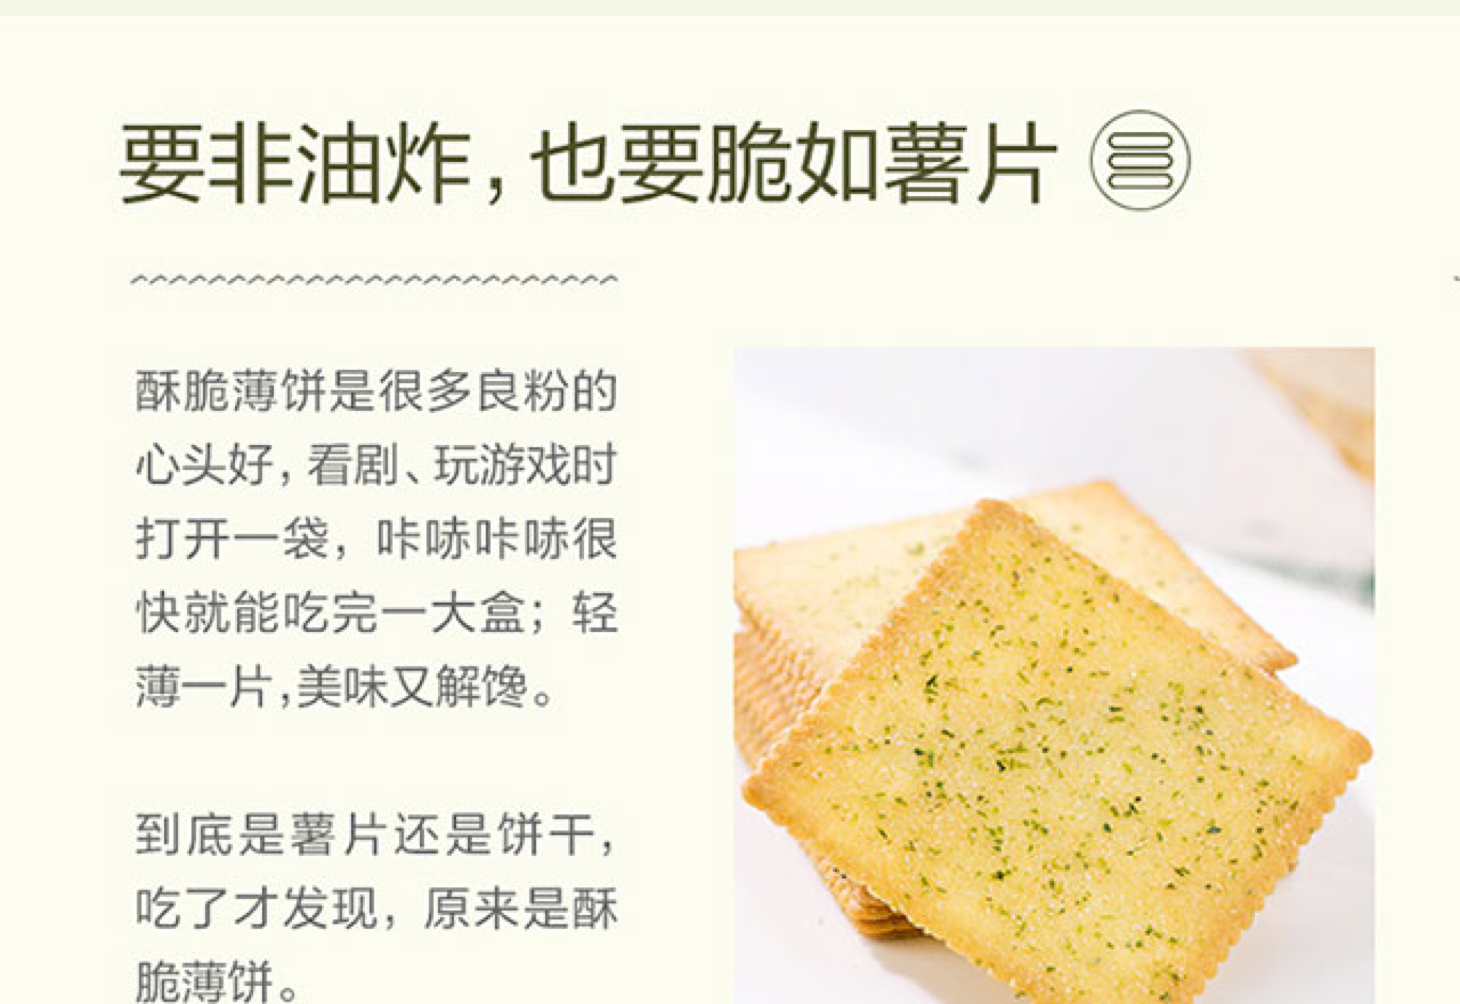 要非油炸，也要脆如薯片
酥脆薄饼是很多良粉的
心头好，看剧、玩游戏时
打开一袋，咔哧咔哧很
快就能吃完一大盒；轻
薄一片，美味又解馋。
到底是薯片还是饼干，
吃了才发现，原来是酥
脆薄饼。